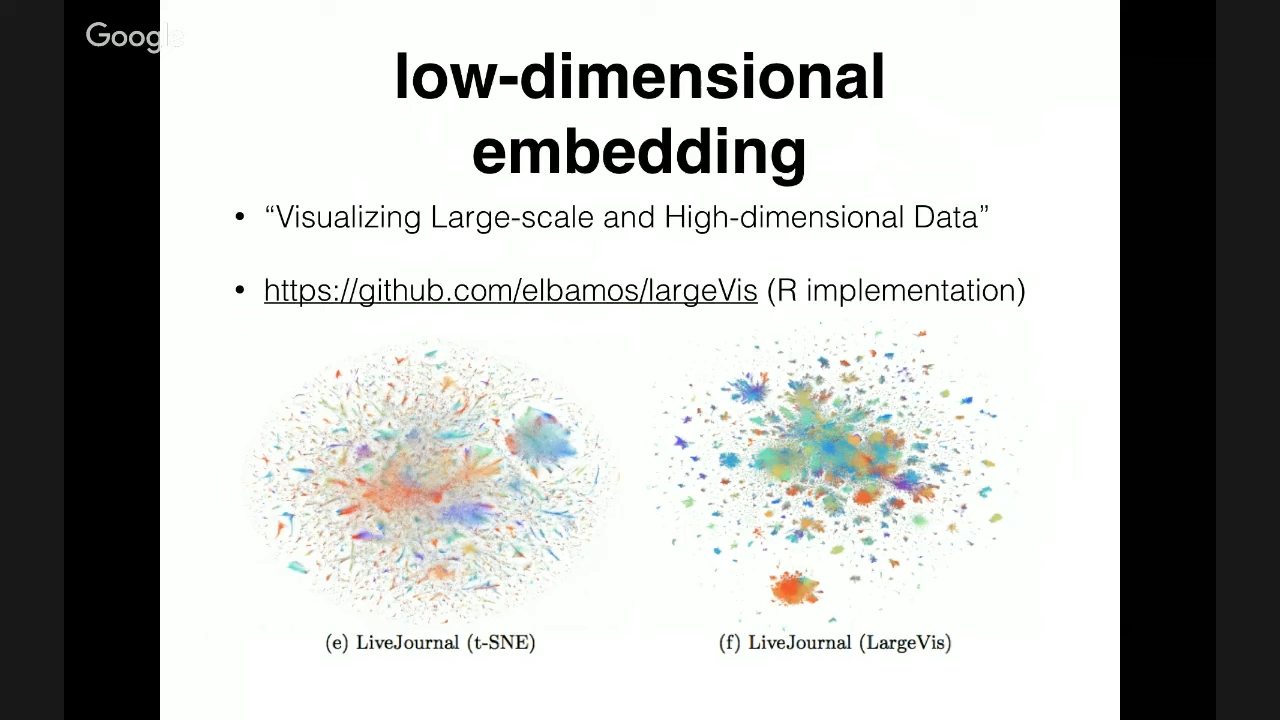 Google
low-dimensional
embedding
• “Visualizing Large-scale and High-dimensional Data”
• https://github.com/elbamos/largeVis (R implementation)
(e) LiveJournal (t-SNE)
(f) LiveJournal (LargeVis)